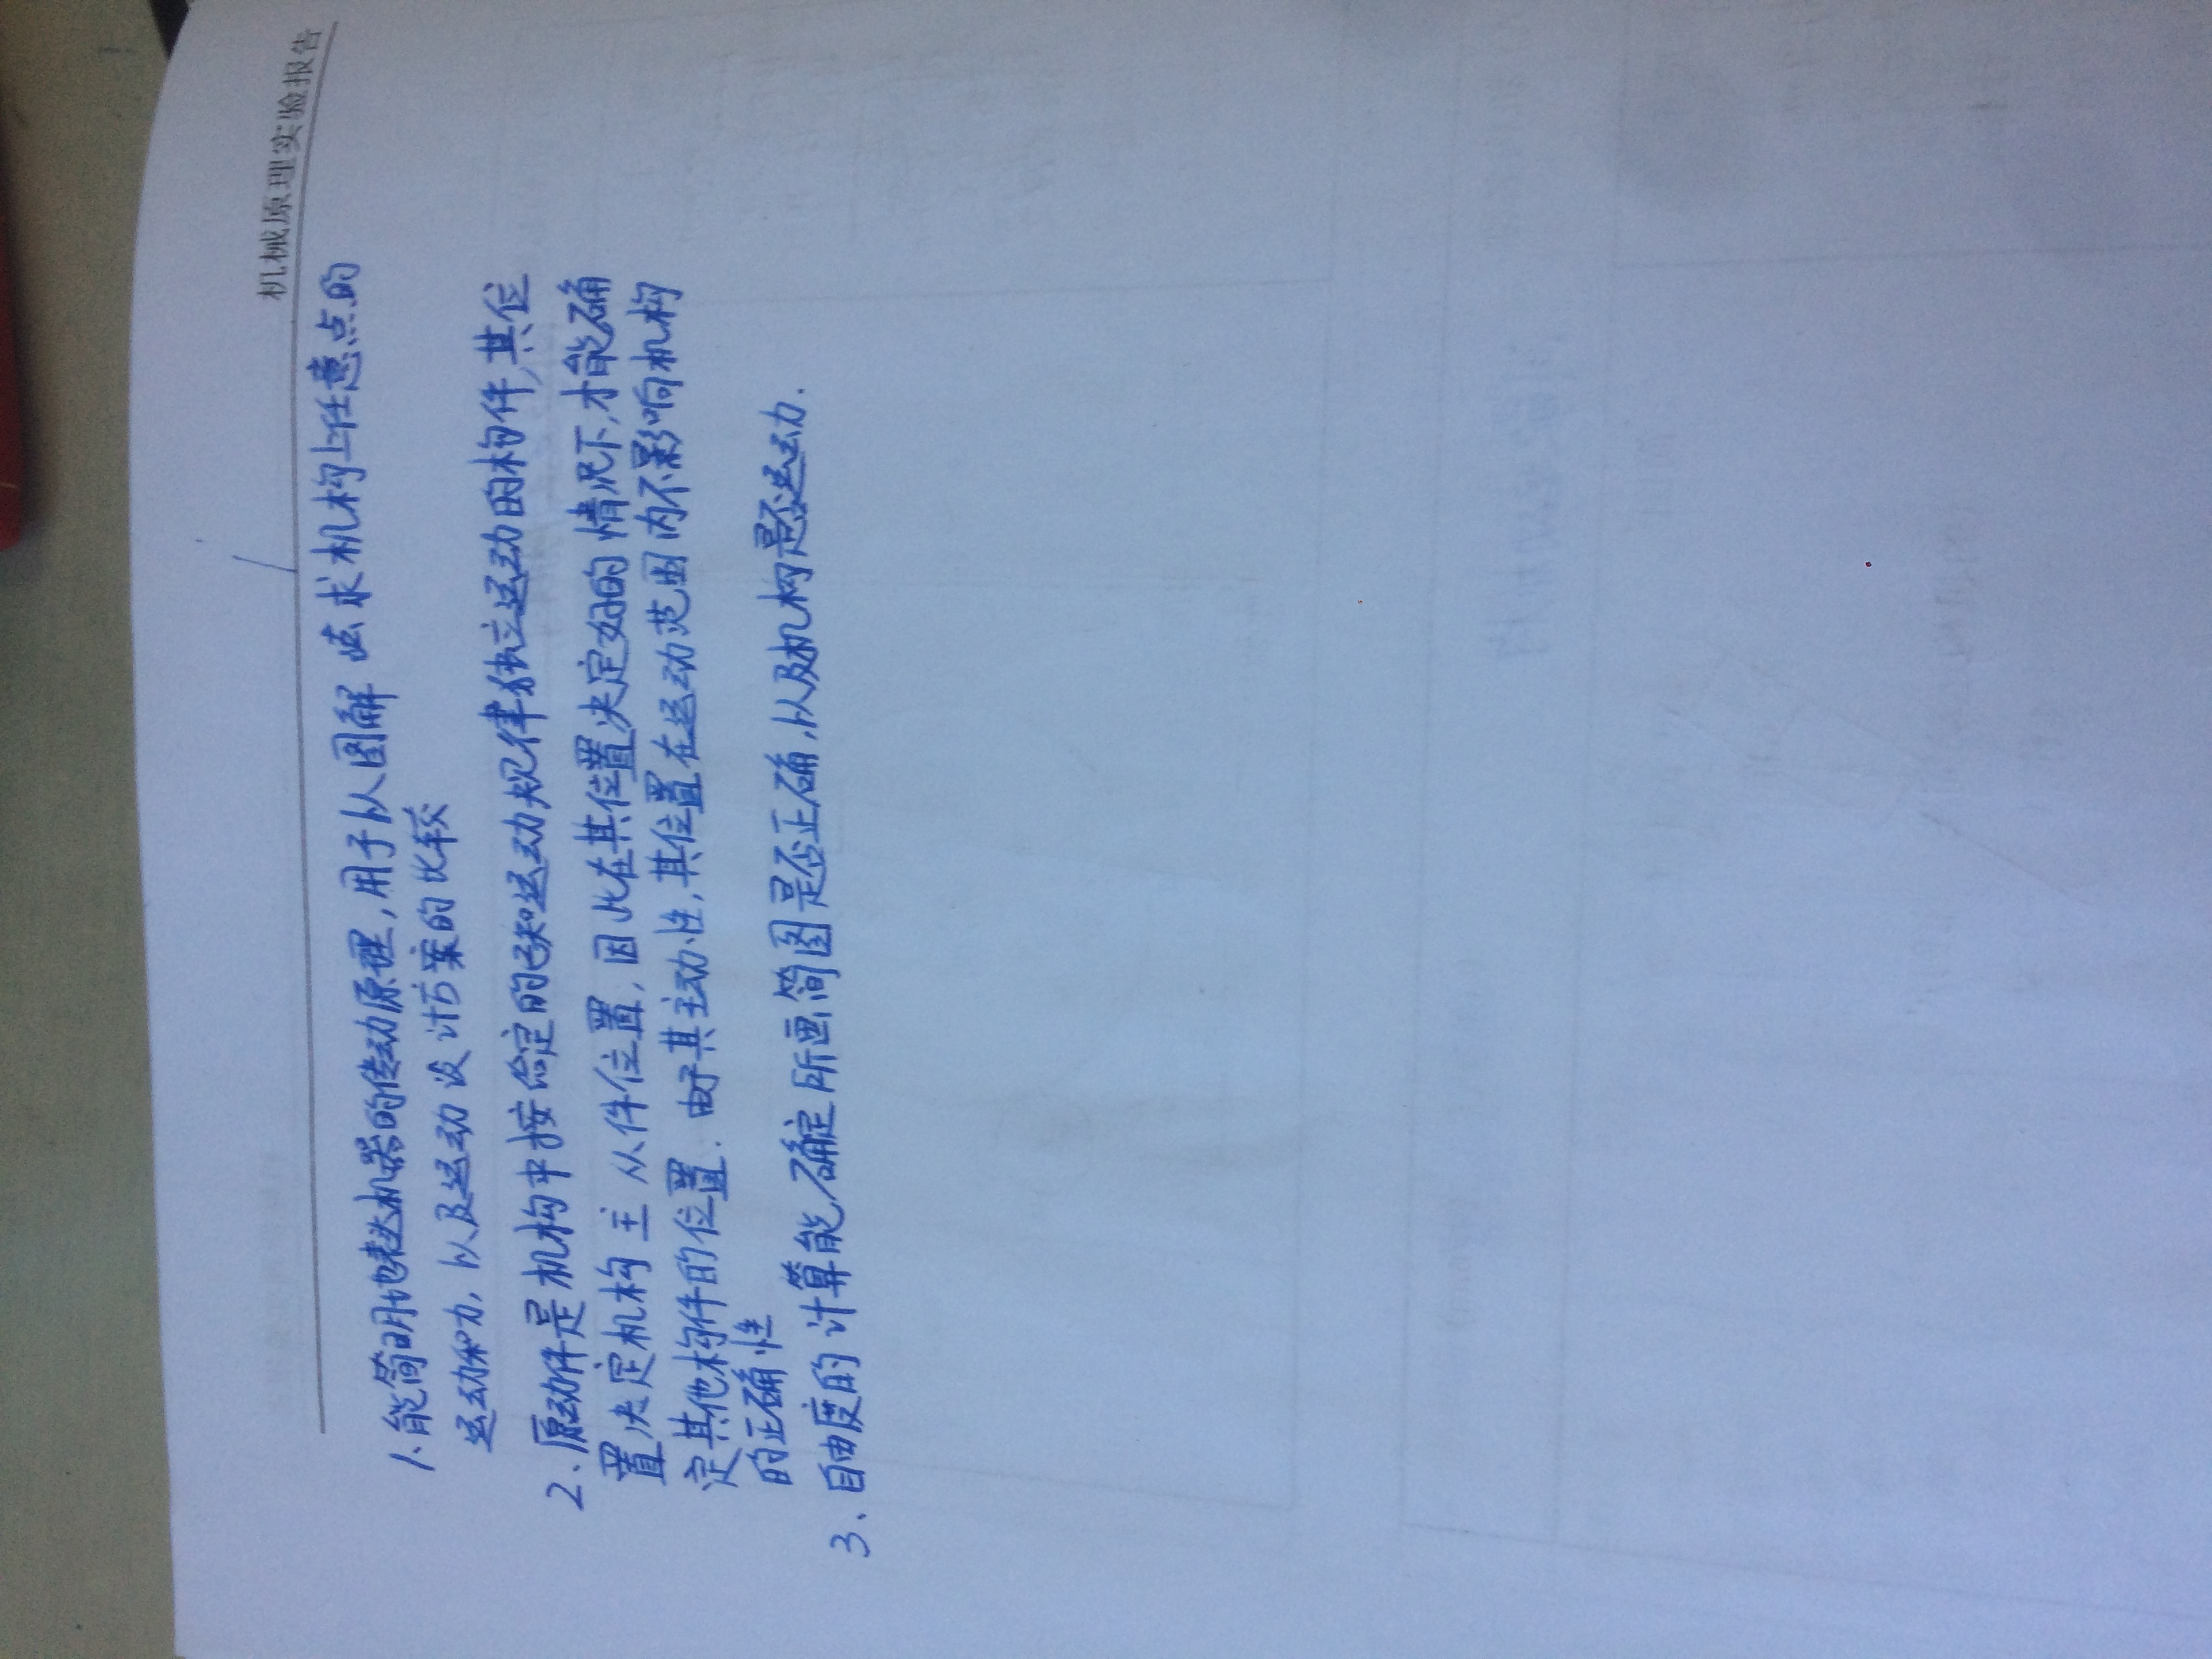 机械原理实验报告
1、能简明地表达机器的传动原理,用于以图解法求机构上任意点的
运动和力,以及运动设计方案的比较
2、原动件是机构中按给定的已知运动规律独立运动的构件,其位
置决定机构主从件位置,因此在其位置决定好的情况下,才能确
定其他构件的位置.由于其主动性,其位置在运动范围内不影响机构
的正确性
3、自由度的计算能确定所画简图是否正确,以及机构是否运动.